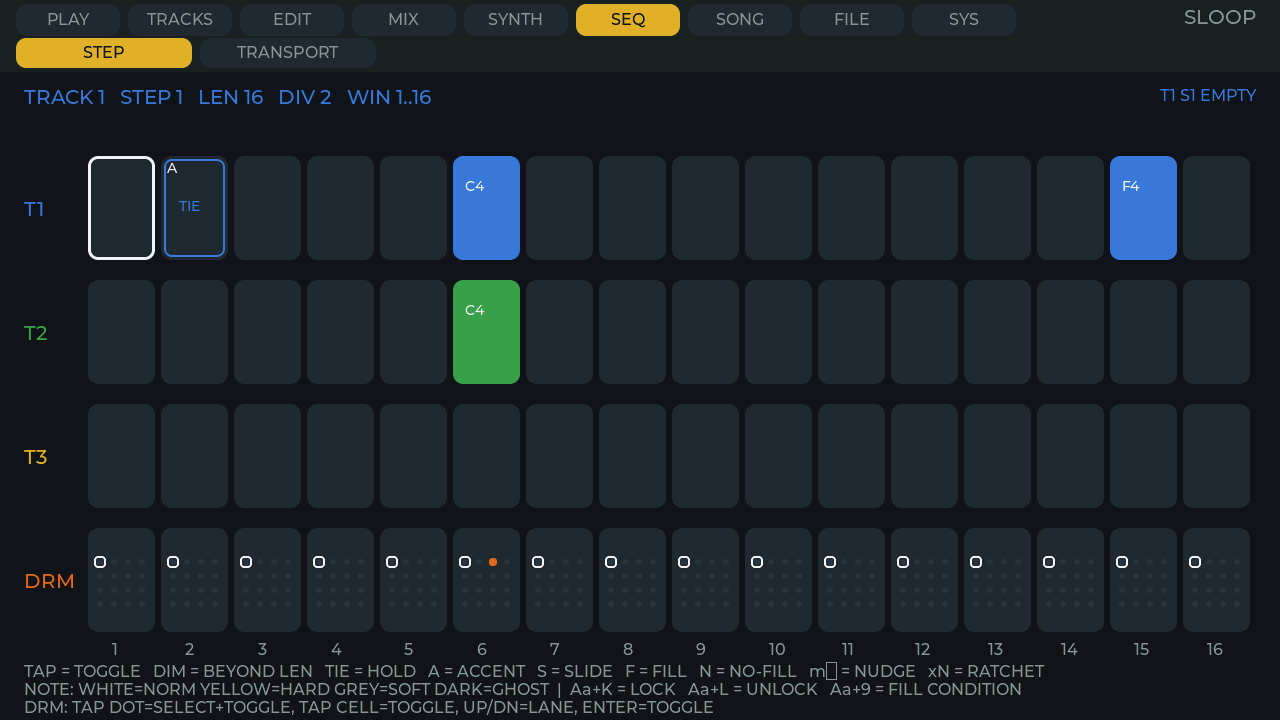 PLAY TRACKS EDIT MIX SYNTH SEQ SONG FILE SYS SLOOP
STEP TRANSPORT
TRACK 1 STEP 1 LEN 16 DIV 2 WIN 1..16 T1 S1 EMPTY
T1 A TIE C4 F4
T2 C4
T3
DRM
1 2 3 4 5 6 7 8 9 10 11 12 13 14 15 16
TAP = TOGGLE DIM = BEYOND LEN TIE = HOLD A = ACCENT S = SLIDE F = FILL N = NO-FILL m□ = NUDGE xN = RATCHET
NOTE: WHITE=NORM YELLOW=HARD GREY=SOFT DARK=GHOST | Aa+K = LOCK Aa+L = UNLOCK Aa+9 = FILL CONDITION
DRM: TAP DOT=SELECT+TOGGLE, TAP CELL=TOGGLE, UP/DN=LANE, ENTER=TOGGLE